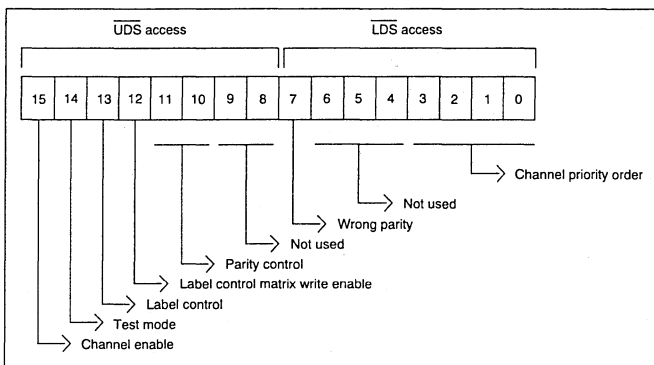 UDS access LDS access
15 14 13 12 11 10 9 8 7 6 5 4 3 2 1 0
Channel priority order
Not used
Wrong parity
Not used
Parity control
Label control matrix write enable
Label control
Test mode
Channel enable